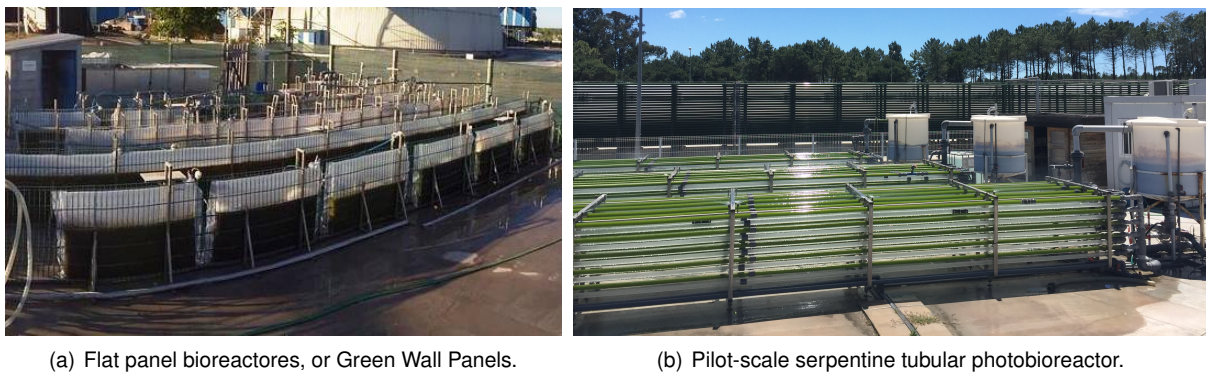 (a) Flat panel bioreactores, or Green Wall Panels.
(b) Pilot-scale serpentine tubular photobioreactor.